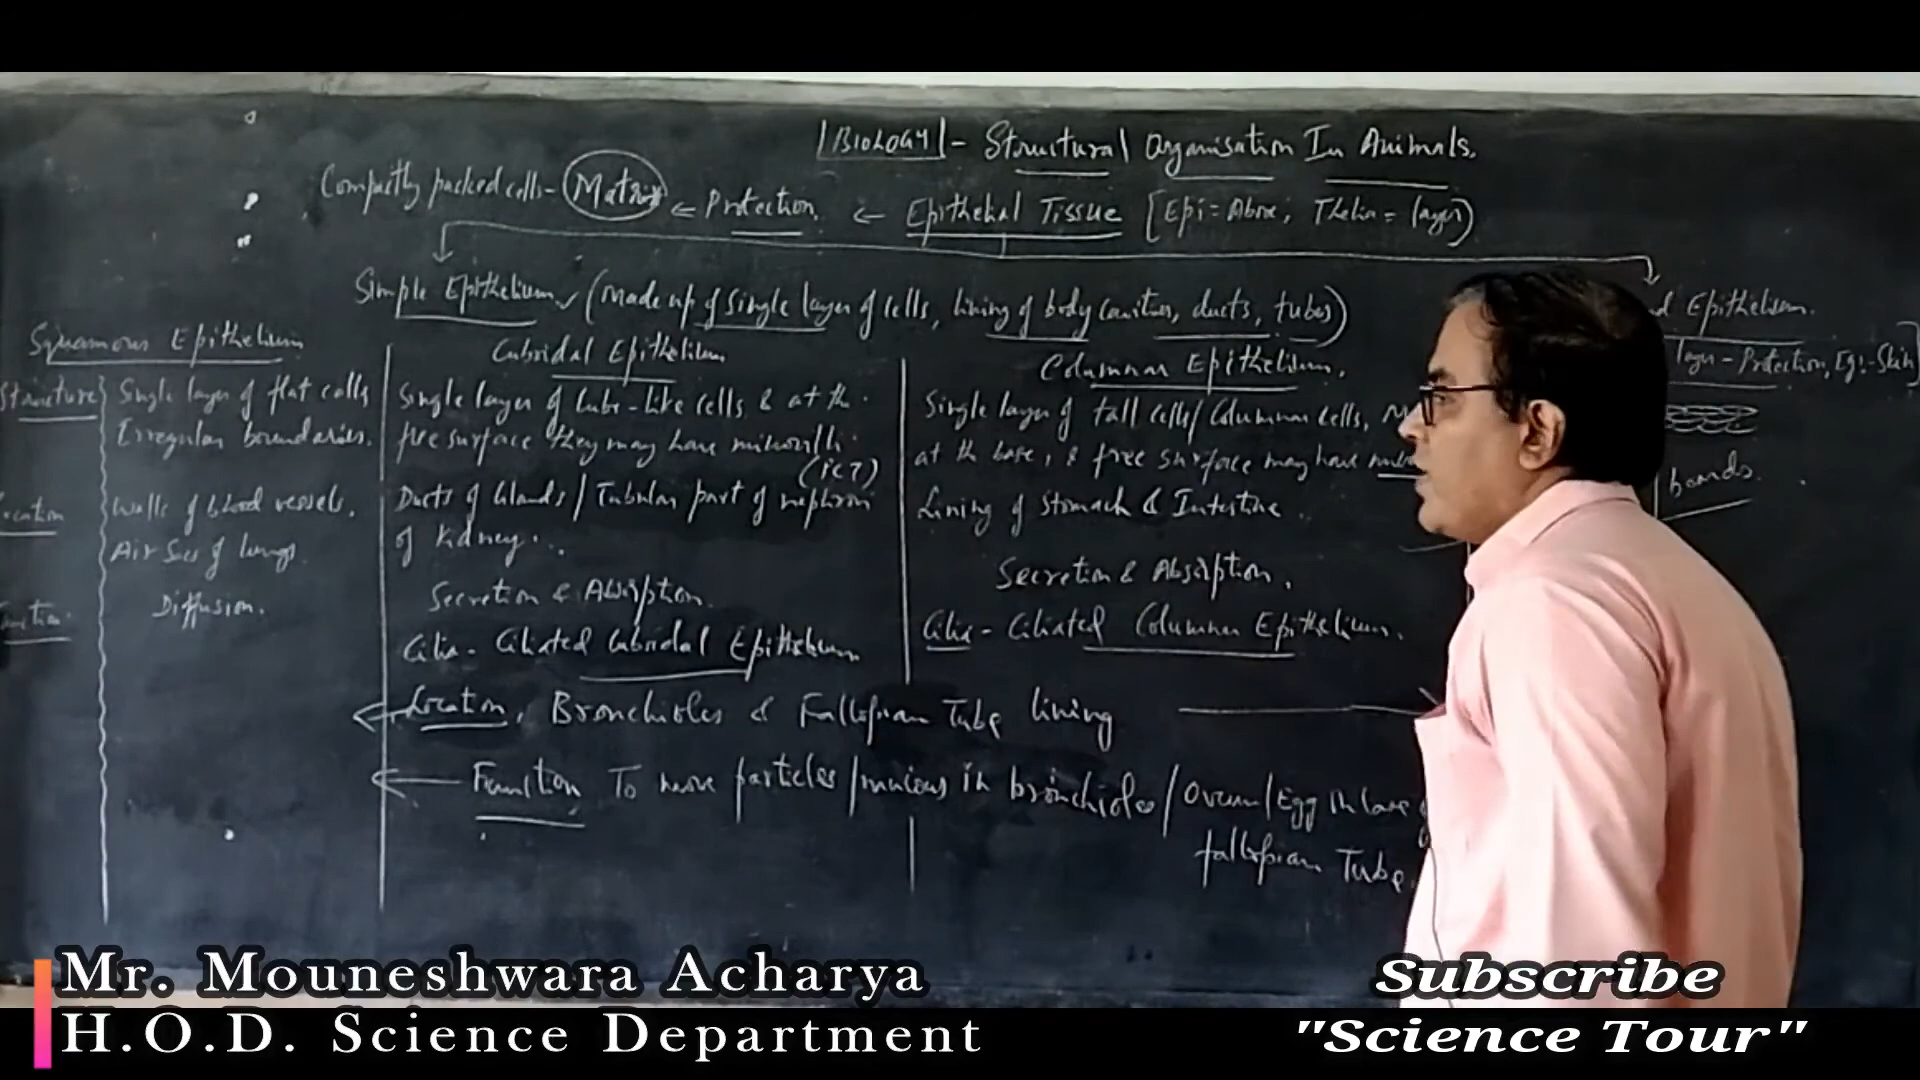 BIOLOGY - Structural Organisation In Animals.
Compactly packed cells - Matrix ← Protection. ← Epithelial Tissue [Epi = Above; Thelia = layer]
Simple Epithelium (Made up of single layer of cells, lining of body cavities, ducts, tubes)
d Epithelium.
layer - Protection, Eg:- Skin]
Squamous Epithelium
Structure
Single layer of flat cells
Irregular boundaries.
Walls of blood vessels.
Air Sacs of lungs.
Diffusion.
Cuboidal Epithelium
Single layer of Cube-like cells & at the
free surface they may have microvilli.
(PCT)
Ducts of Glands / Tubular part of nephron
of kidney...
Secretion & Absorption.
Cilia - Ciliated Cuboidal Epithelium
Columnar Epithelium.
Single layer of tall cells/Columnar cells,
at the base, & free surface may have
Lining of Stomach & Intestine.
Secretion & Absorption.
Cilia - Ciliated Columnar Epithelium.
Location, Bronchioles & Fallopian Tube lining
Function To move particles / mucous in bronchioles / Ovum/Egg in case
fallopian Tube.
Mr. Mouneshwara Acharya
H.O.D. Science Department
Subscribe
"Science Tour"